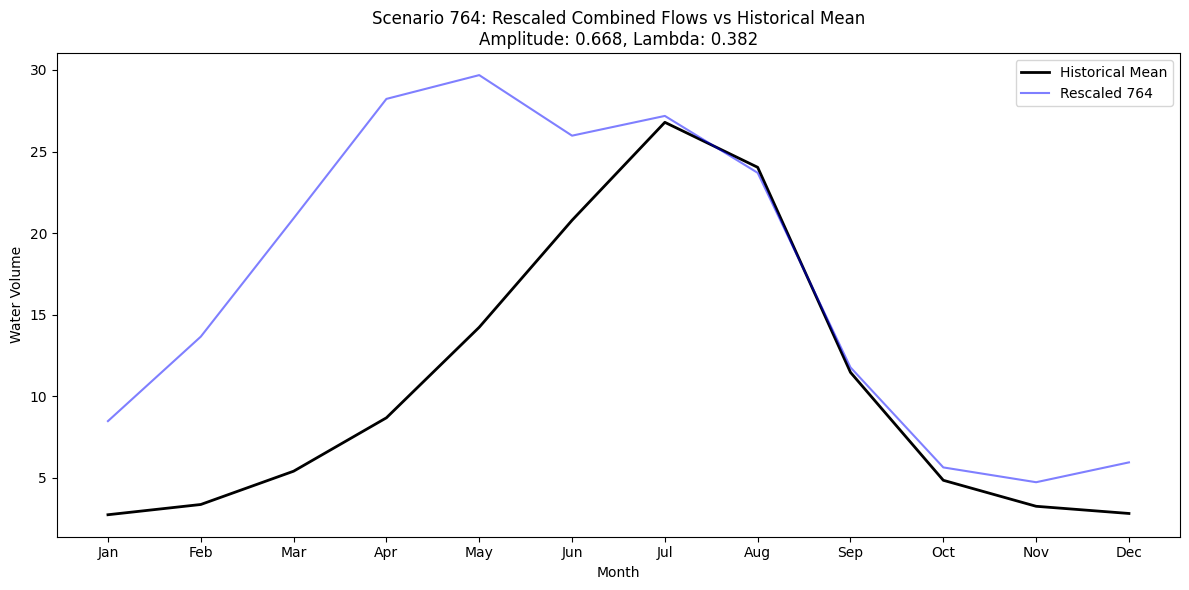 Scenario 764: Rescaled Combined Flows vs Historical Mean
Amplitude: 0.668, Lambda: 0.382
Historical Mean
Rescaled 764
30
25
20
15
10
5
Water Volume
Jan Feb Mar Apr May Jun Jul Aug Sep Oct Nov Dec
Month